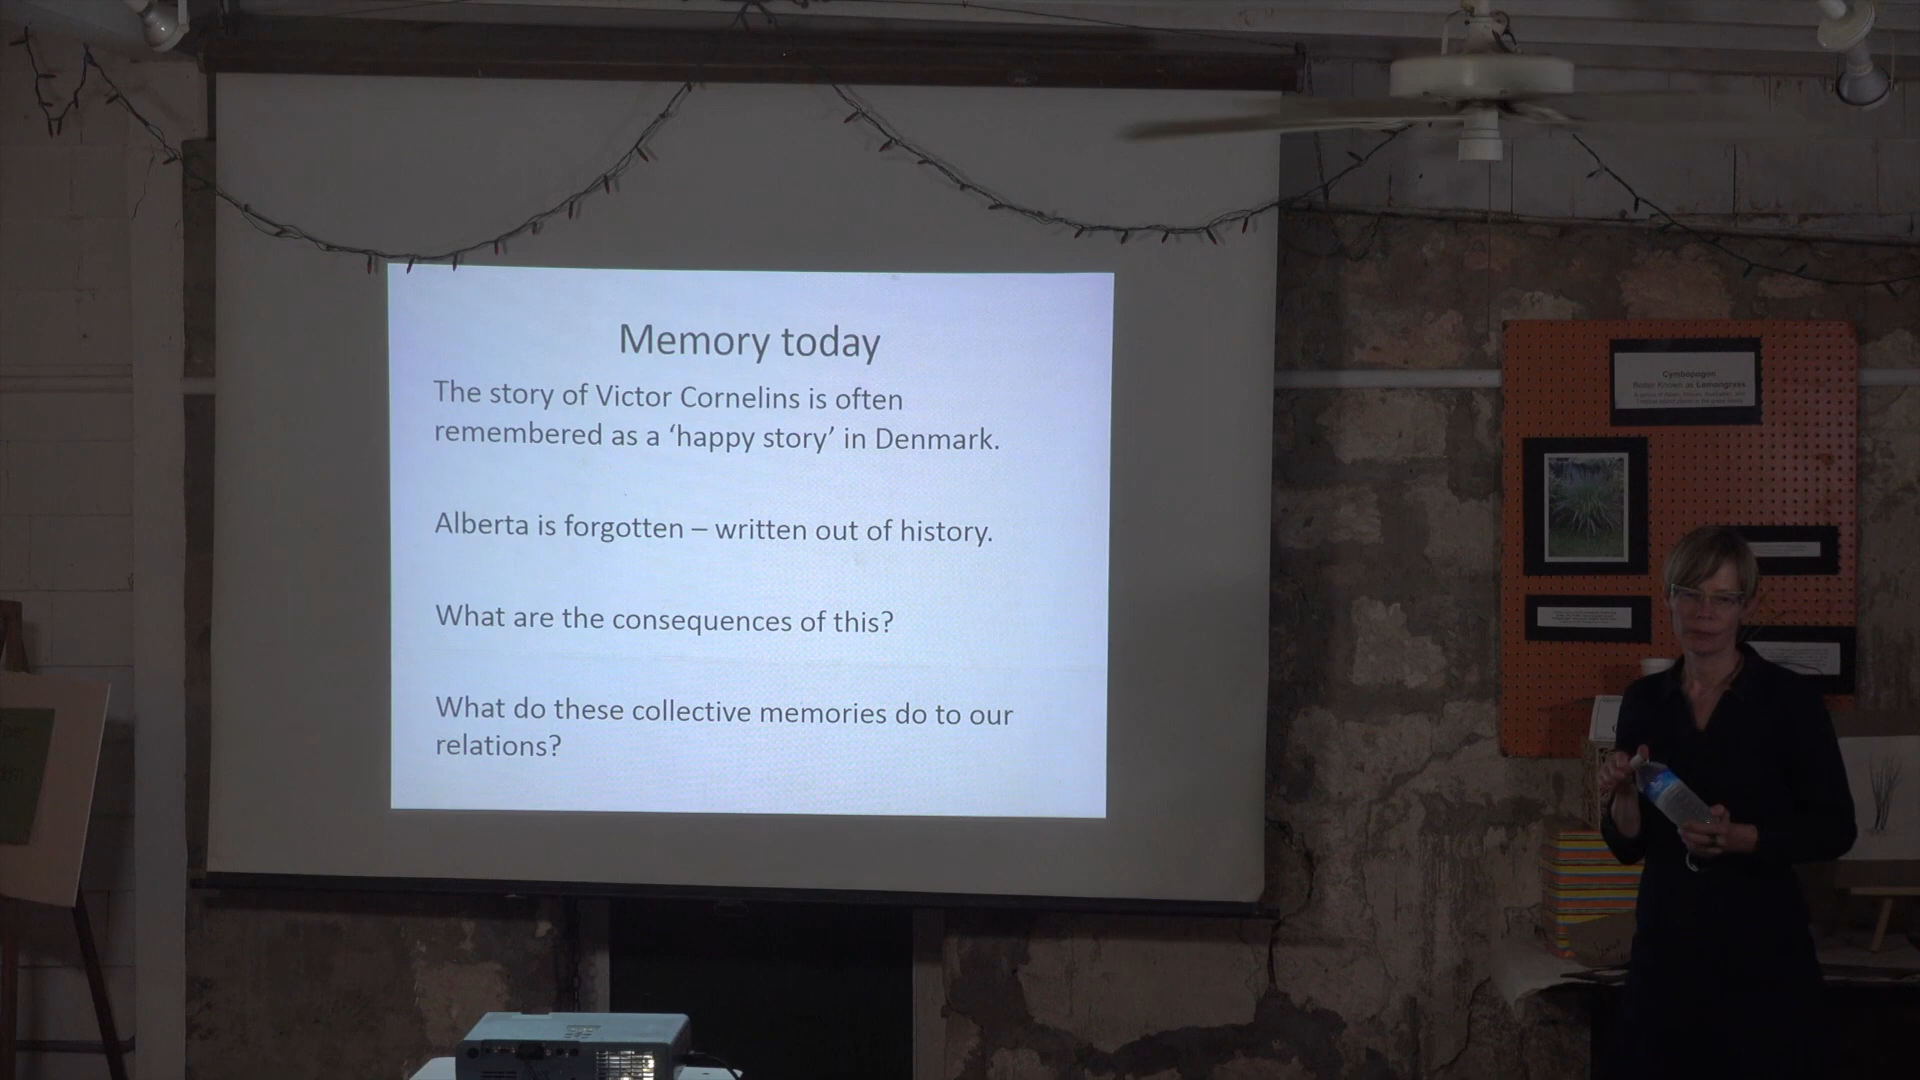 Memory today
The story of Victor Cornelins is often
remembered as a ‘happy story’ in Denmark.
Alberta is forgotten – written out of history.
What are the consequences of this?
What do these collective memories do to our
relations?
Cymbopogon
Better Known as Lemongrass